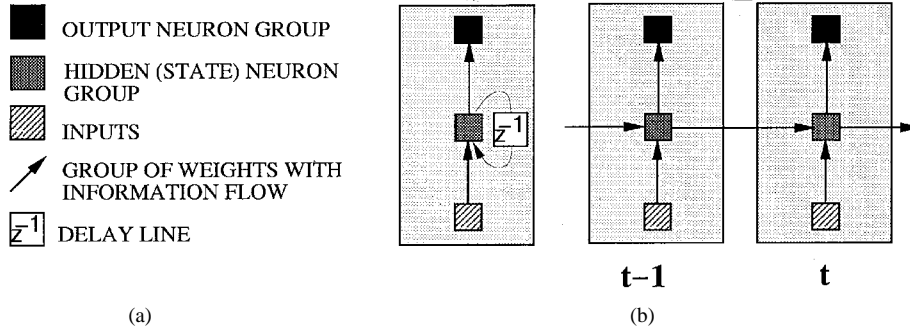 OUTPUT NEURON GROUP
HIDDEN (STATE) NEURON
GROUP
INPUTS
GROUP OF WEIGHTS WITH
INFORMATION FLOW
z⁻¹ DELAY LINE
z⁻¹
t−1
t
(a)
(b)